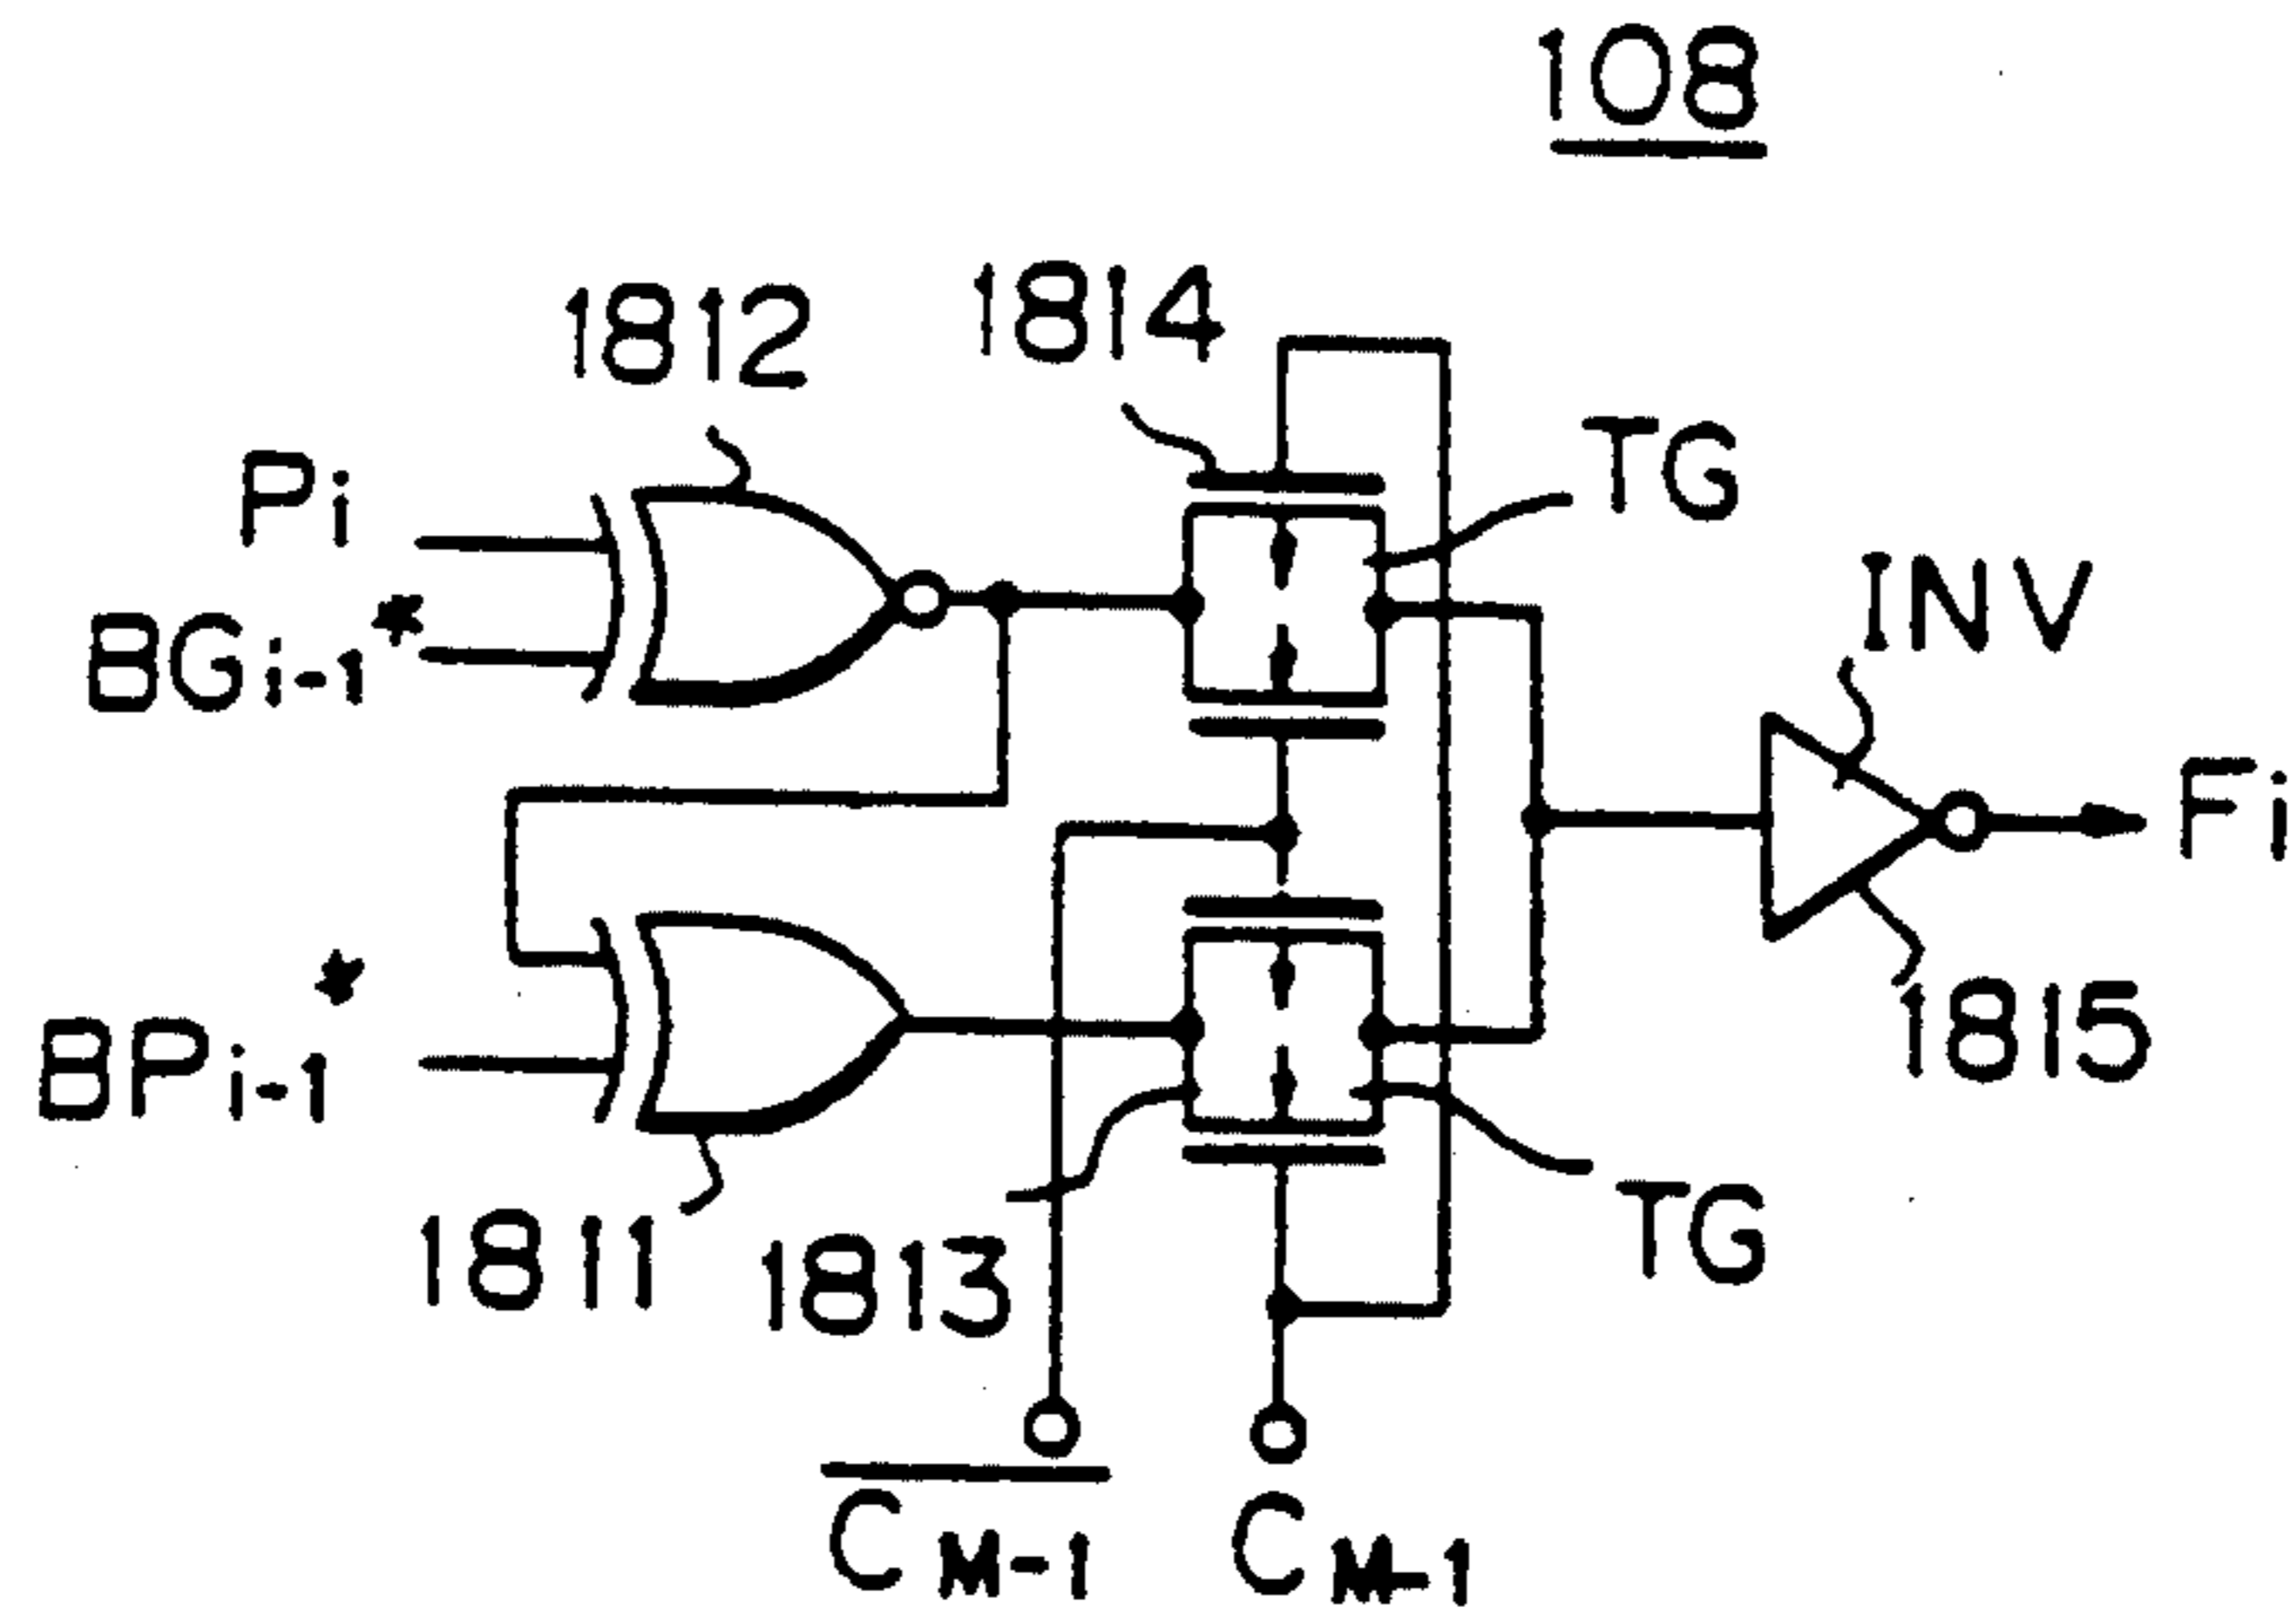 108
1812
1814
TG
Pi
BGi-1*
INV
Fi
BPi-1*
1815
1811
1813
TG
C̅M-1
CM-1